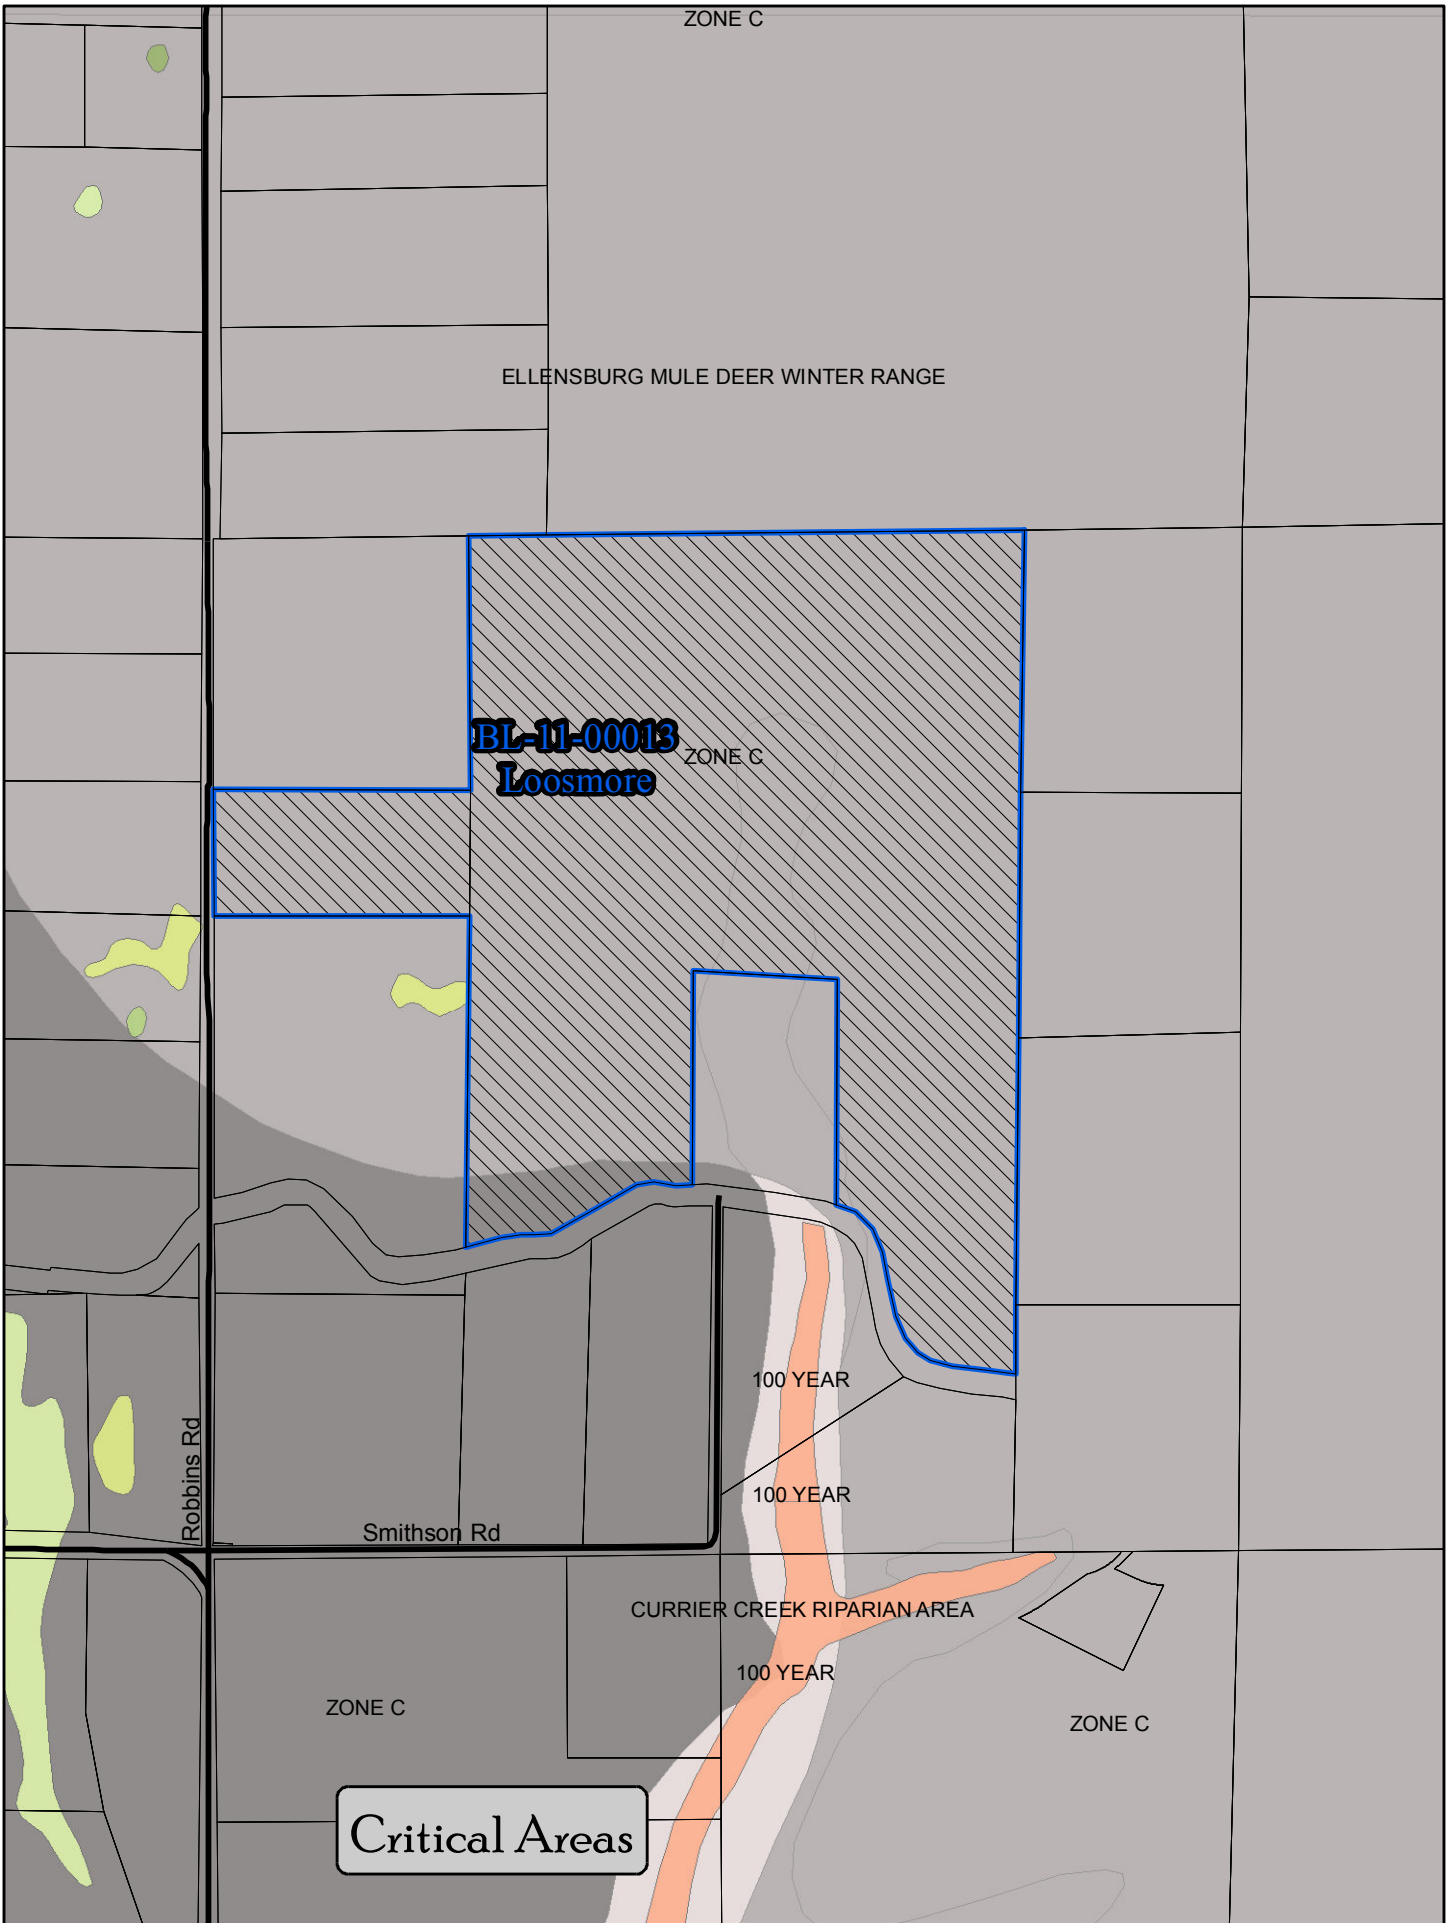 ZONE C
ELLENSBURG MULE DEER WINTER RANGE
BL-11-00013
Loosmore
ZONE C
100 YEAR
Robbins Rd
100 YEAR
Smithson Rd
CURRIER CREEK RIPARIAN AREA
100 YEAR
ZONE C
ZONE C
Critical Areas